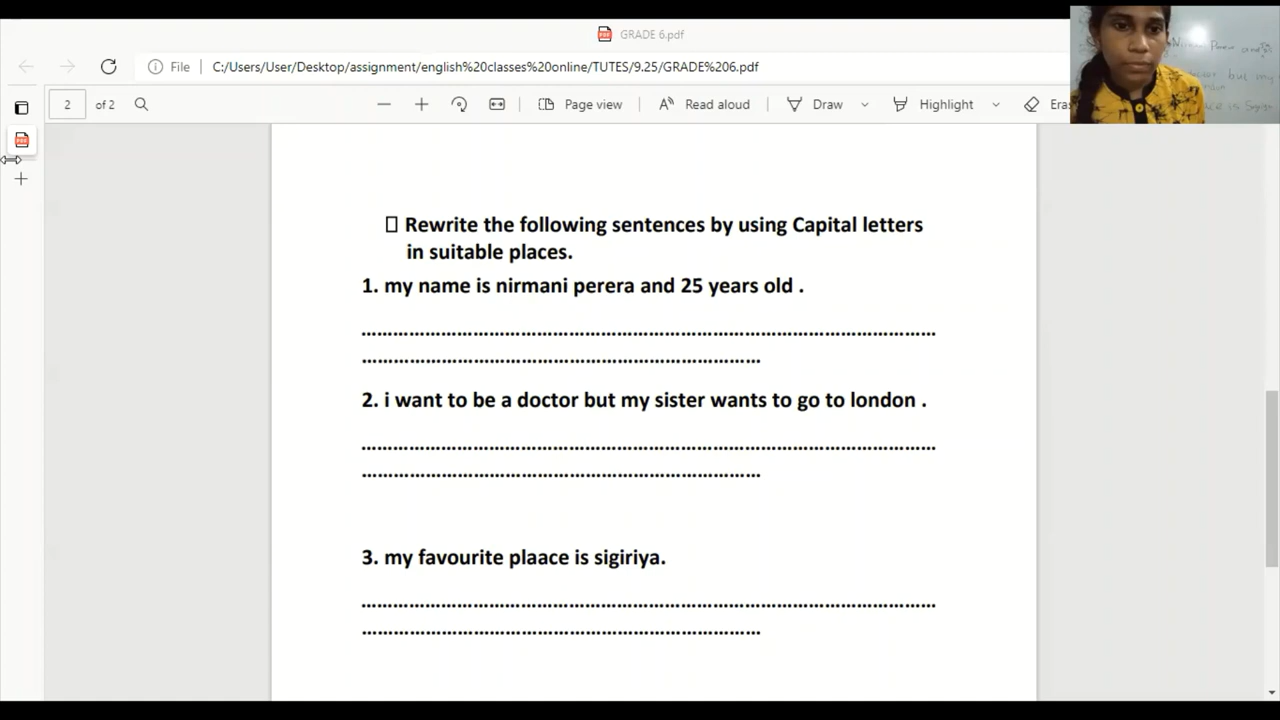 GRADE 6.pdf
File C:/Users/User/Desktop/assignment/english%20classes%20online/TUTES/9.25/GRADE%206.pdf
2 of 2 Page view Read aloud Draw Highlight
Rewrite the following sentences by using Capital letters
in suitable places.
1. my name is nirmani perera and 25 years old .
……………………………………………………………………………………………
………………………………………………………………
2. i want to be a doctor but my sister wants to go to london .
……………………………………………………………………………………………
………………………………………………………………
3. my favourite plaace is sigiriya.
……………………………………………………………………………………………
………………………………………………………………